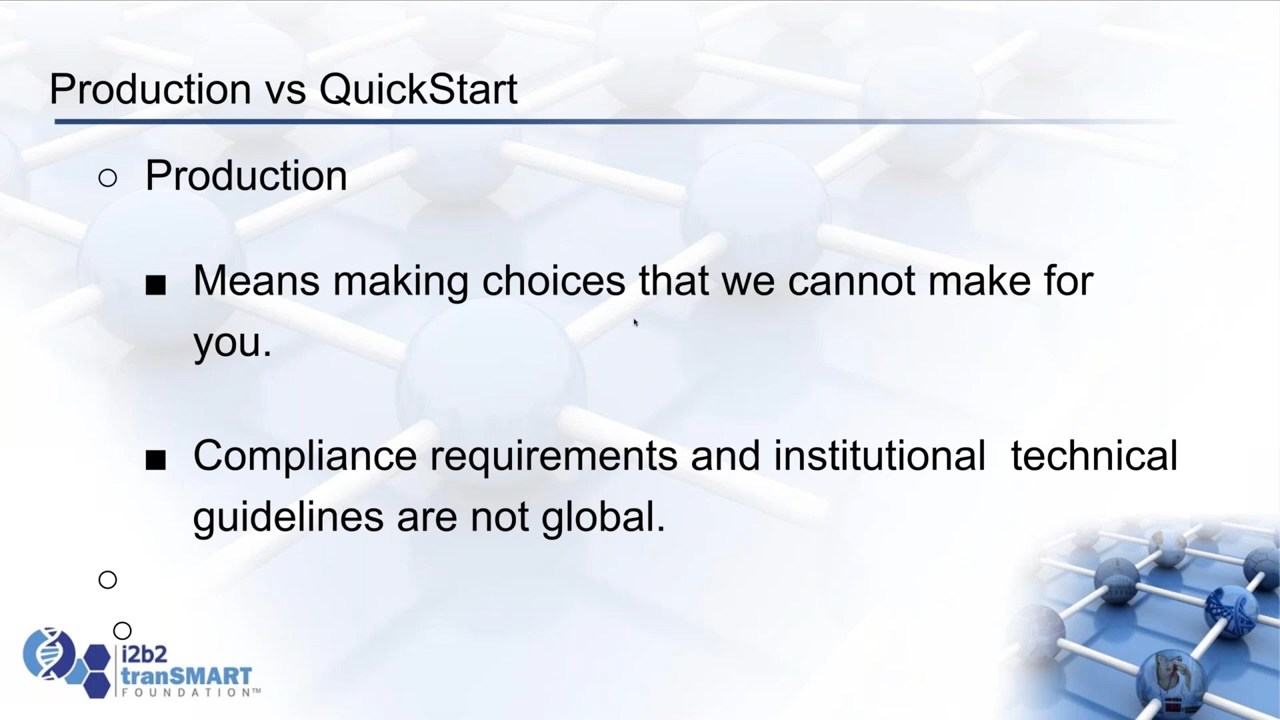 Production vs QuickStart
○ Production
■ Means making choices that we cannot make for
you.
■ Compliance requirements and institutional  technical
guidelines are not global.
○
○
i2b2
tranSMART
FOUNDATION™